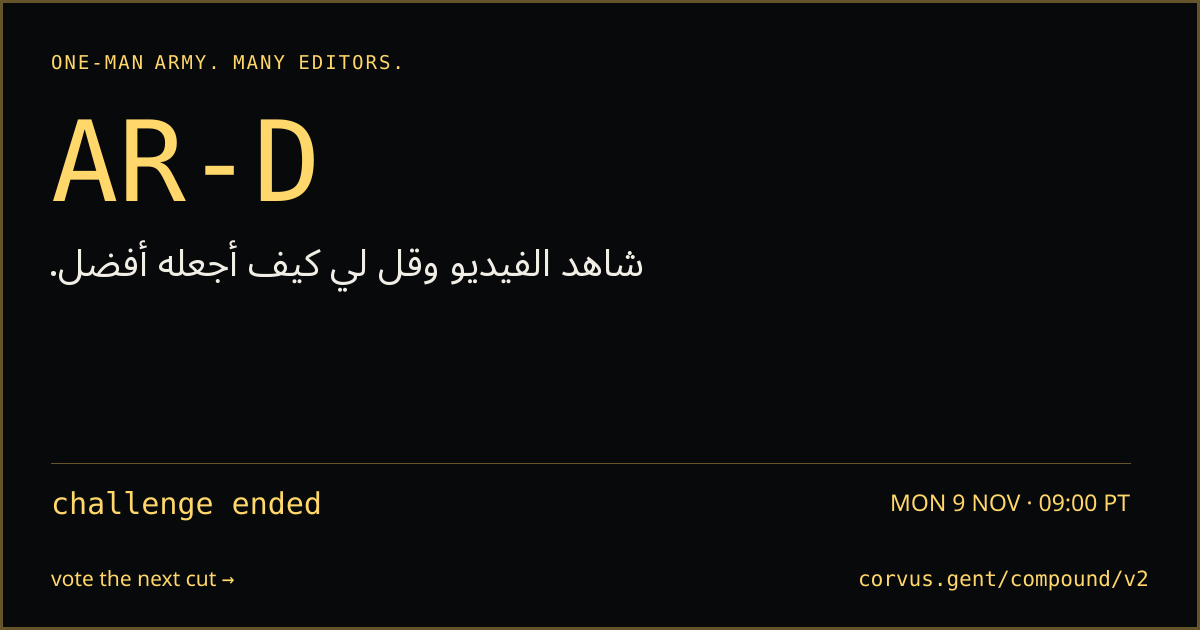 ONE-MAN ARMY. MANY EDITORS.
AR-D
شاهد الفيديو وقل لي كيف أجعله أفضل.
challenge ended
MON 9 NOV · 09:00 PT
vote the next cut →
corvus.gent/compound/v2